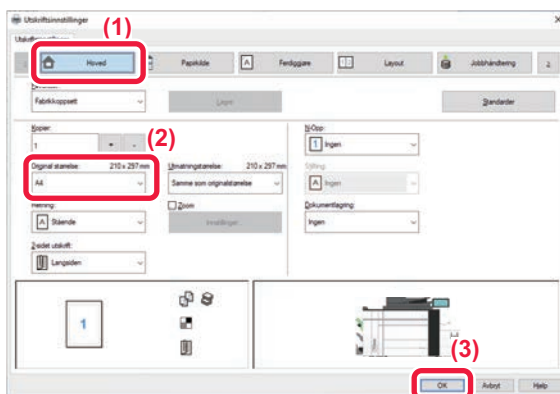 Utskriftsinnstillinger
(1)
Hoved
Papirkilde
Ferdiggjøre
Layout
Jobbhåndtering
Fabrikkoppsett
Lagre
Standarder
Kopier:
1
+ -
(2)
N-Opp:
Ingen
Original størrelse: 210 x 297 mm
A4
Utmatningstørrelse: 210 x 297 mm
Samme som originalstørrelse
Ingen
Retning:
Stående
Zoom
Innstillinger...
Dokumentlagring:
Ingen
2-sidet utskrift:
Langsiden
1
(3)
OK
Avbryt
Hjelp